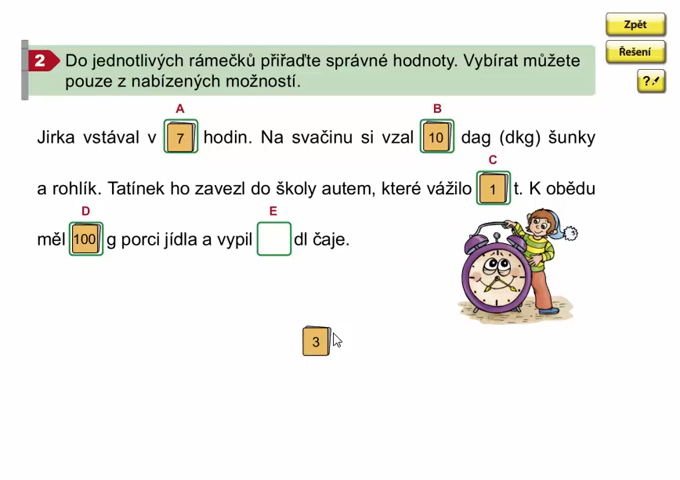 Zpět
Řešení
?
2 Do jednotlivých rámečků přiřaďte správné hodnoty. Vybírat můžete
pouze z nabízených možností.
A B
Jirka vstával v 7 hodin. Na svačinu si vzal 10 dag (dkg) šunky
C
a rohlík. Tatínek ho zavezl do školy autem, které vážilo 1 t. K obědu
D E
měl 100 g porci jídla a vypil dl čaje.
3